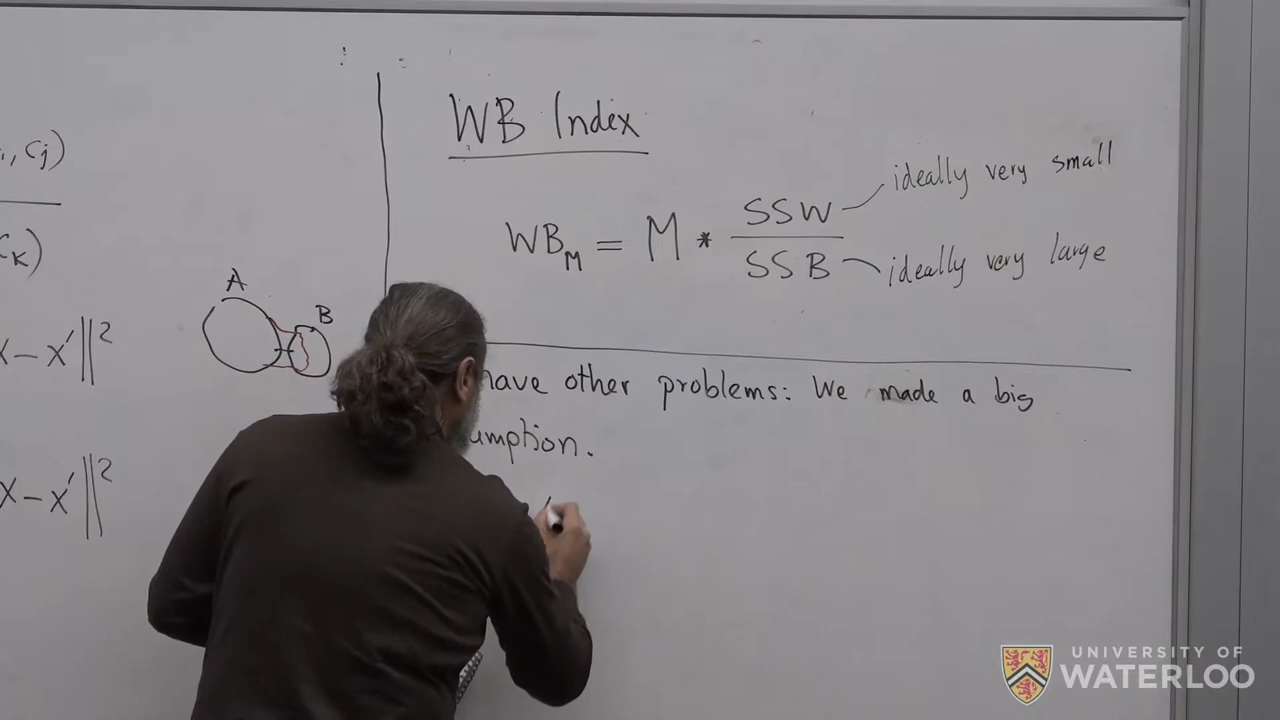 , Cj)
CK)
x - x' ||²
x - x' ||²
A
B
WB Index
WB_M = M * SSW / SSB
ideally very small
ideally very large
have other problems: We made a big
umption.
UNIVERSITY OF
WATERLOO